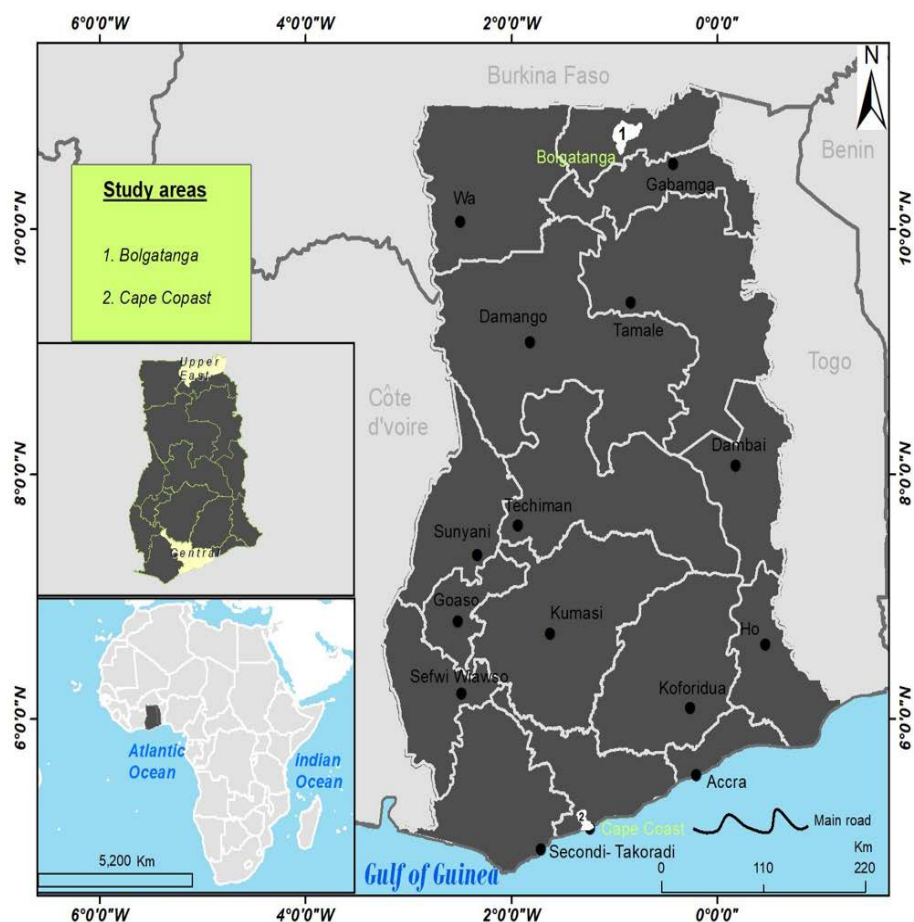 6°0'0"W
4°0'0"W
2°0'0"W
0°0'0"
N
Burkina Faso
Benin
Togo
Côte
d'voire
10°0'0"N
8°0'0"N
6°0'0"N
10°0'0"N
8°0'0"N
6°0'0"N
Study areas
1. Bolgatanga
2. Cape Copast
1
Bolgatanga
Gabamga
Wa
Tamale
Damango
Dambai
Techiman
Sunyani
Goaso
Kumasi
Ho
Sefwi Wiawso
Koforidua
Accra
2
Cape Coast
Secondi- Takoradi
Gulf of Guinea
Main road
Km
0
110
220
Upper
East
Central
Atlantic
Ocean
Indian
Ocean
5,200 Km
6°0'0"W
4°0'0"W
2°0'0"W
0°0'0"